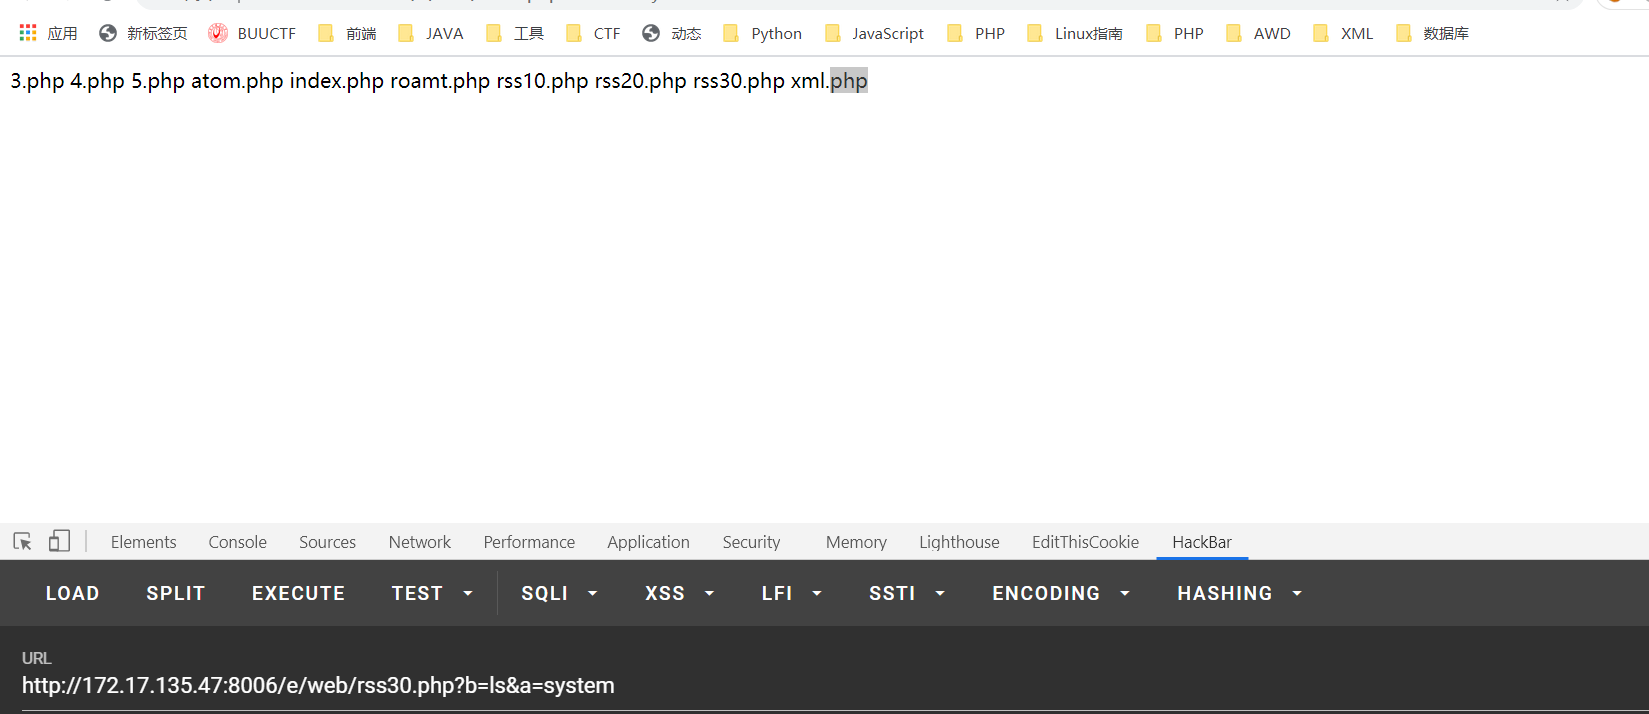 应用 新标签页 BUUCTF 前端 JAVA 工具 CTF 动态 Python JavaScript PHP Linux指南 PHP AWD XML 数据库
3.php 4.php 5.php atom.php index.php roamt.php rss10.php rss20.php rss30.php xml.php
Elements Console Sources Network Performance Application Security Memory Lighthouse EditThisCookie HackBar
LOAD SPLIT EXECUTE TEST SQLI XSS LFI SSTI ENCODING HASHING
URL
http://172.17.135.47:8006/e/web/rss30.php?b=ls&a=system